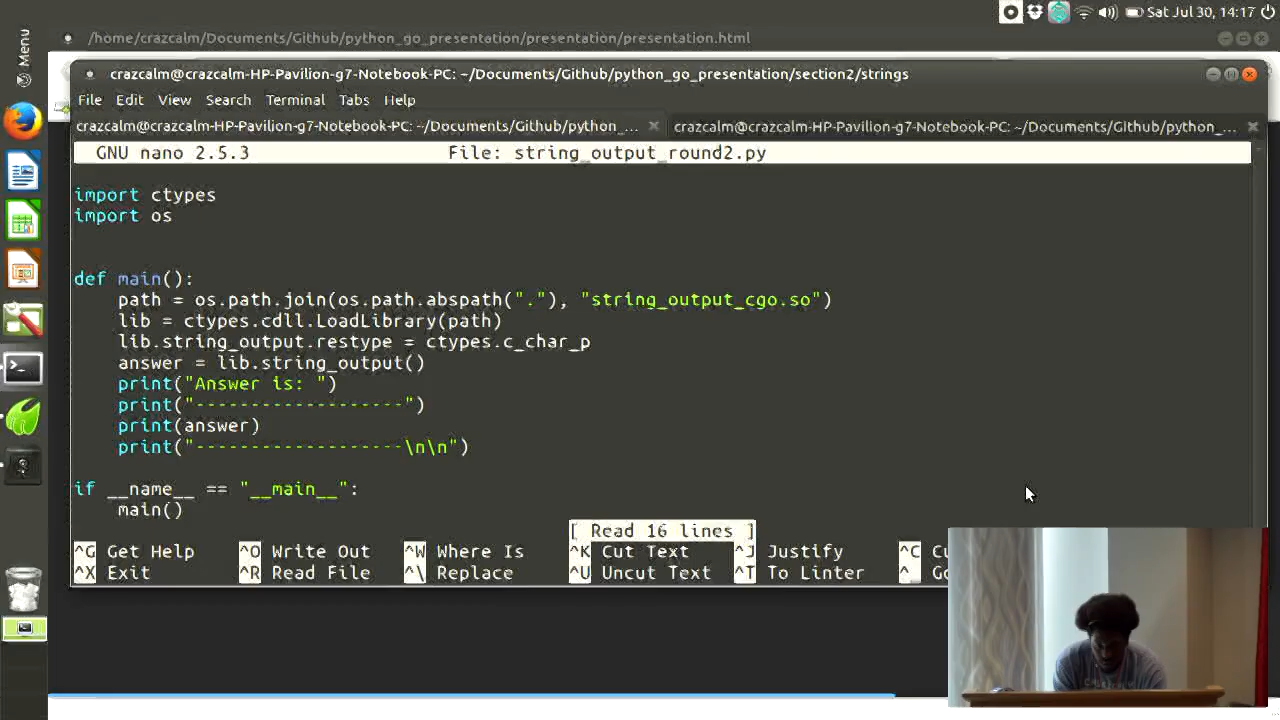 Sat Jul 30, 14:17
Menu
/home/crazcalm/Documents/Github/python_go_presentation/presentation/presentation.html
crazcalm@crazcalm-HP-Pavilion-g7-Notebook-PC: ~/Documents/Github/python_go_presentation/section2/strings
File Edit View Search Terminal Tabs Help
crazcalm@crazcalm-HP-Pavilion-g7-Notebook-PC: ~/Documents/Github/python_... crazcalm@crazcalm-HP-Pavilion-g7-Notebook-PC: ~/Documents/Github/python_...
GNU nano 2.5.3 File: string_output_round2.py
import ctypes
import os
def main():
path = os.path.join(os.path.abspath("."), "string_output_cgo.so")
lib = ctypes.cdll.LoadLibrary(path)
lib.string_output.restype = ctypes.c_char_p
answer = lib.string_output()
print("Answer is: ")
print("-------------------")
print(answer)
print("-------------------\n\n")
if __name__ == "__main__":
main()
[ Read 16 lines ]
^G Get Help ^O Write Out ^W Where Is ^K Cut Text ^J Justify ^C Cu
^X Exit ^R Read File ^\ Replace ^U Uncut Text ^T To Linter ^_ Go